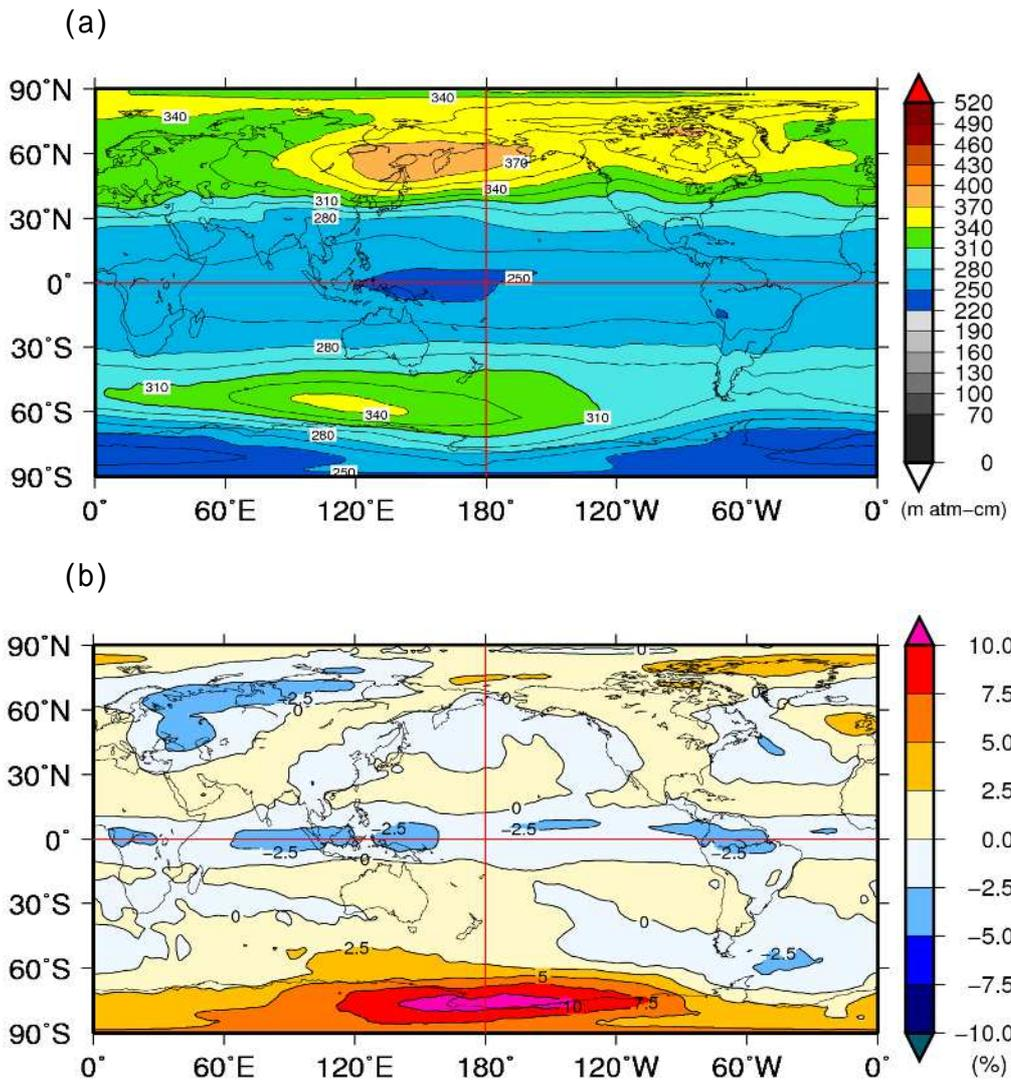 (a)
90°N
60°N
30°N
0°
30°S
60°S
90°S
0°
60°E
120°E
180°
120°W
60°W
0°
340
340
370
340
310
280
250
280
310
340
310
280
250
520
490
460
430
400
370
340
310
280
250
220
190
160
130
100
70
0
(m atm−cm)
(b)
90°N
60°N
30°N
0°
30°S
60°S
90°S
0°
60°E
120°E
180°
120°W
60°W
0°
0
−2.5
0
0
0
−2.5
−2.5
−2.5
−2.5
0
0
0
2.5
−2.5
5
10
7.5
10.0
7.5
5.0
2.5
0.0
−2.5
−5.0
−7.5
−10.0
(%)